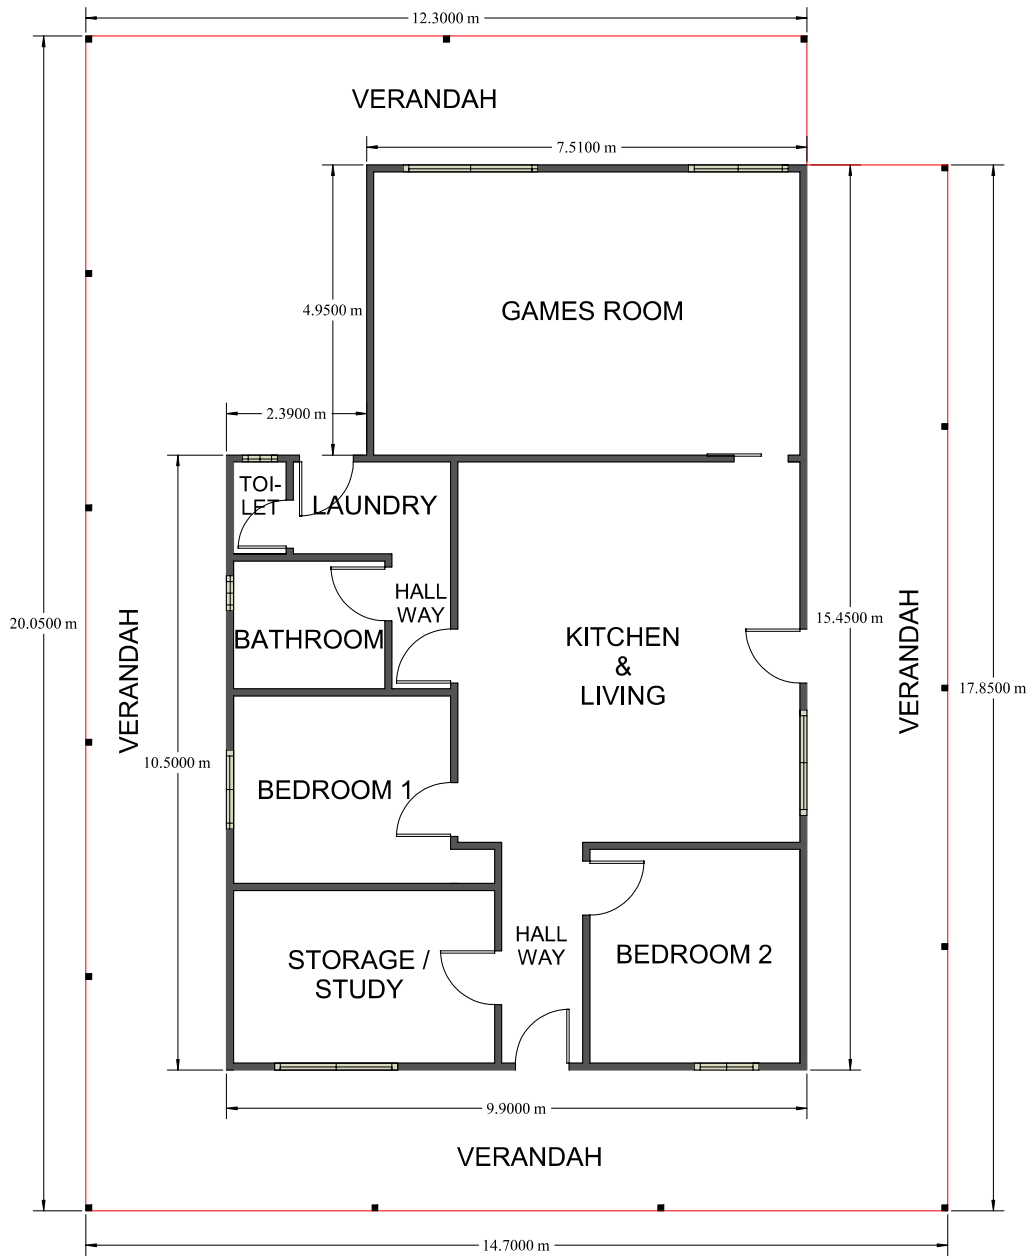 12.3000 m
VERANDAH
7.5100 m
4.9500 m
GAMES ROOM
2.3900 m
TOI-
LET
LAUNDRY
HALL
WAY
BATHROOM
KITCHEN
&
LIVING
20.0500 m
VERANDAH
15.4500 m
VERANDAH
17.8500 m
10.5000 m
BEDROOM 1
HALL
WAY
BEDROOM 2
STORAGE /
STUDY
9.9000 m
VERANDAH
14.7000 m